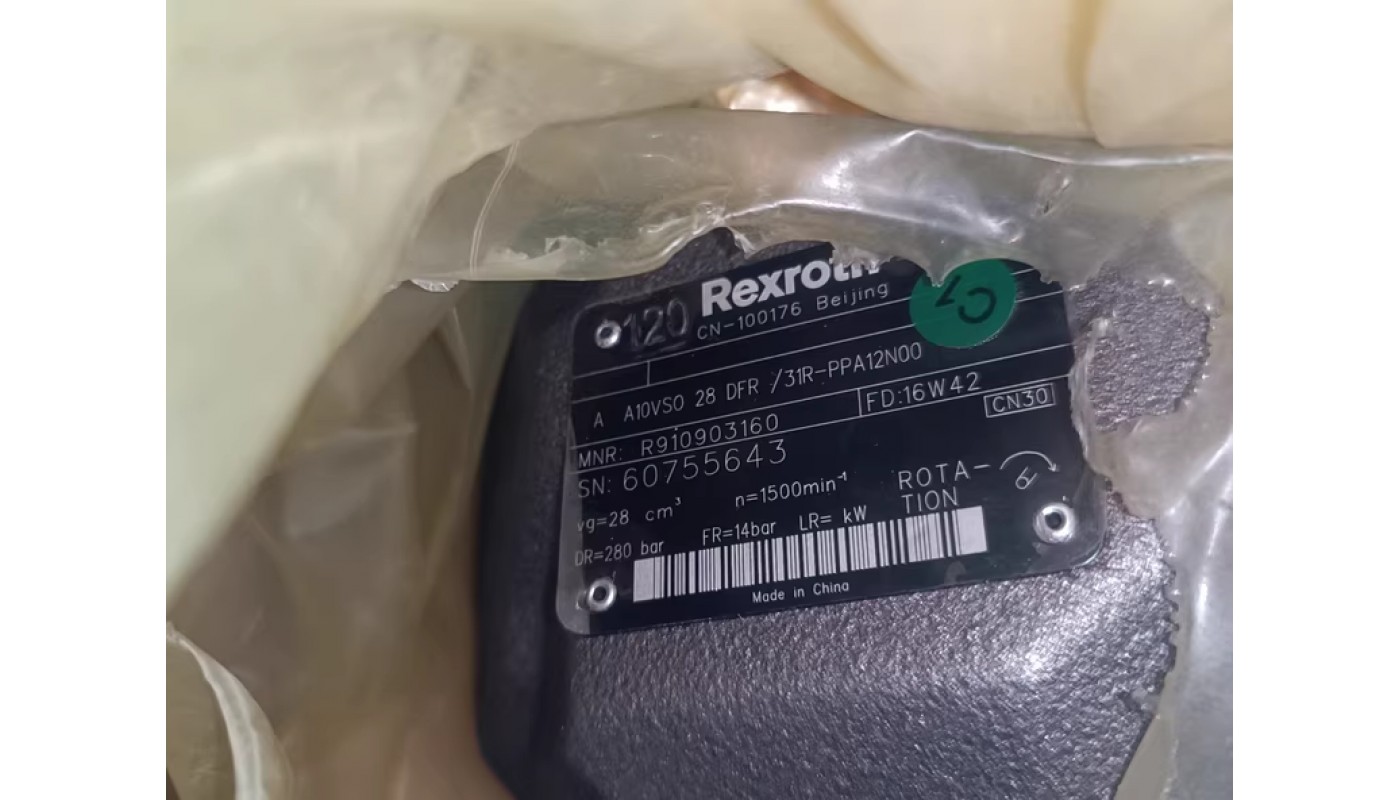 120 Rexroth
CN-100176 Beijing
A A10VSO 28 DFR /31R-PPA12N00
MNR: R910903160 FD:16W42
SN: 60755643 CN30
vg=28 cm³ n=1500min⁻¹ ROTA-
TION
DR=280 bar FR=14bar LR= kW
Made in China